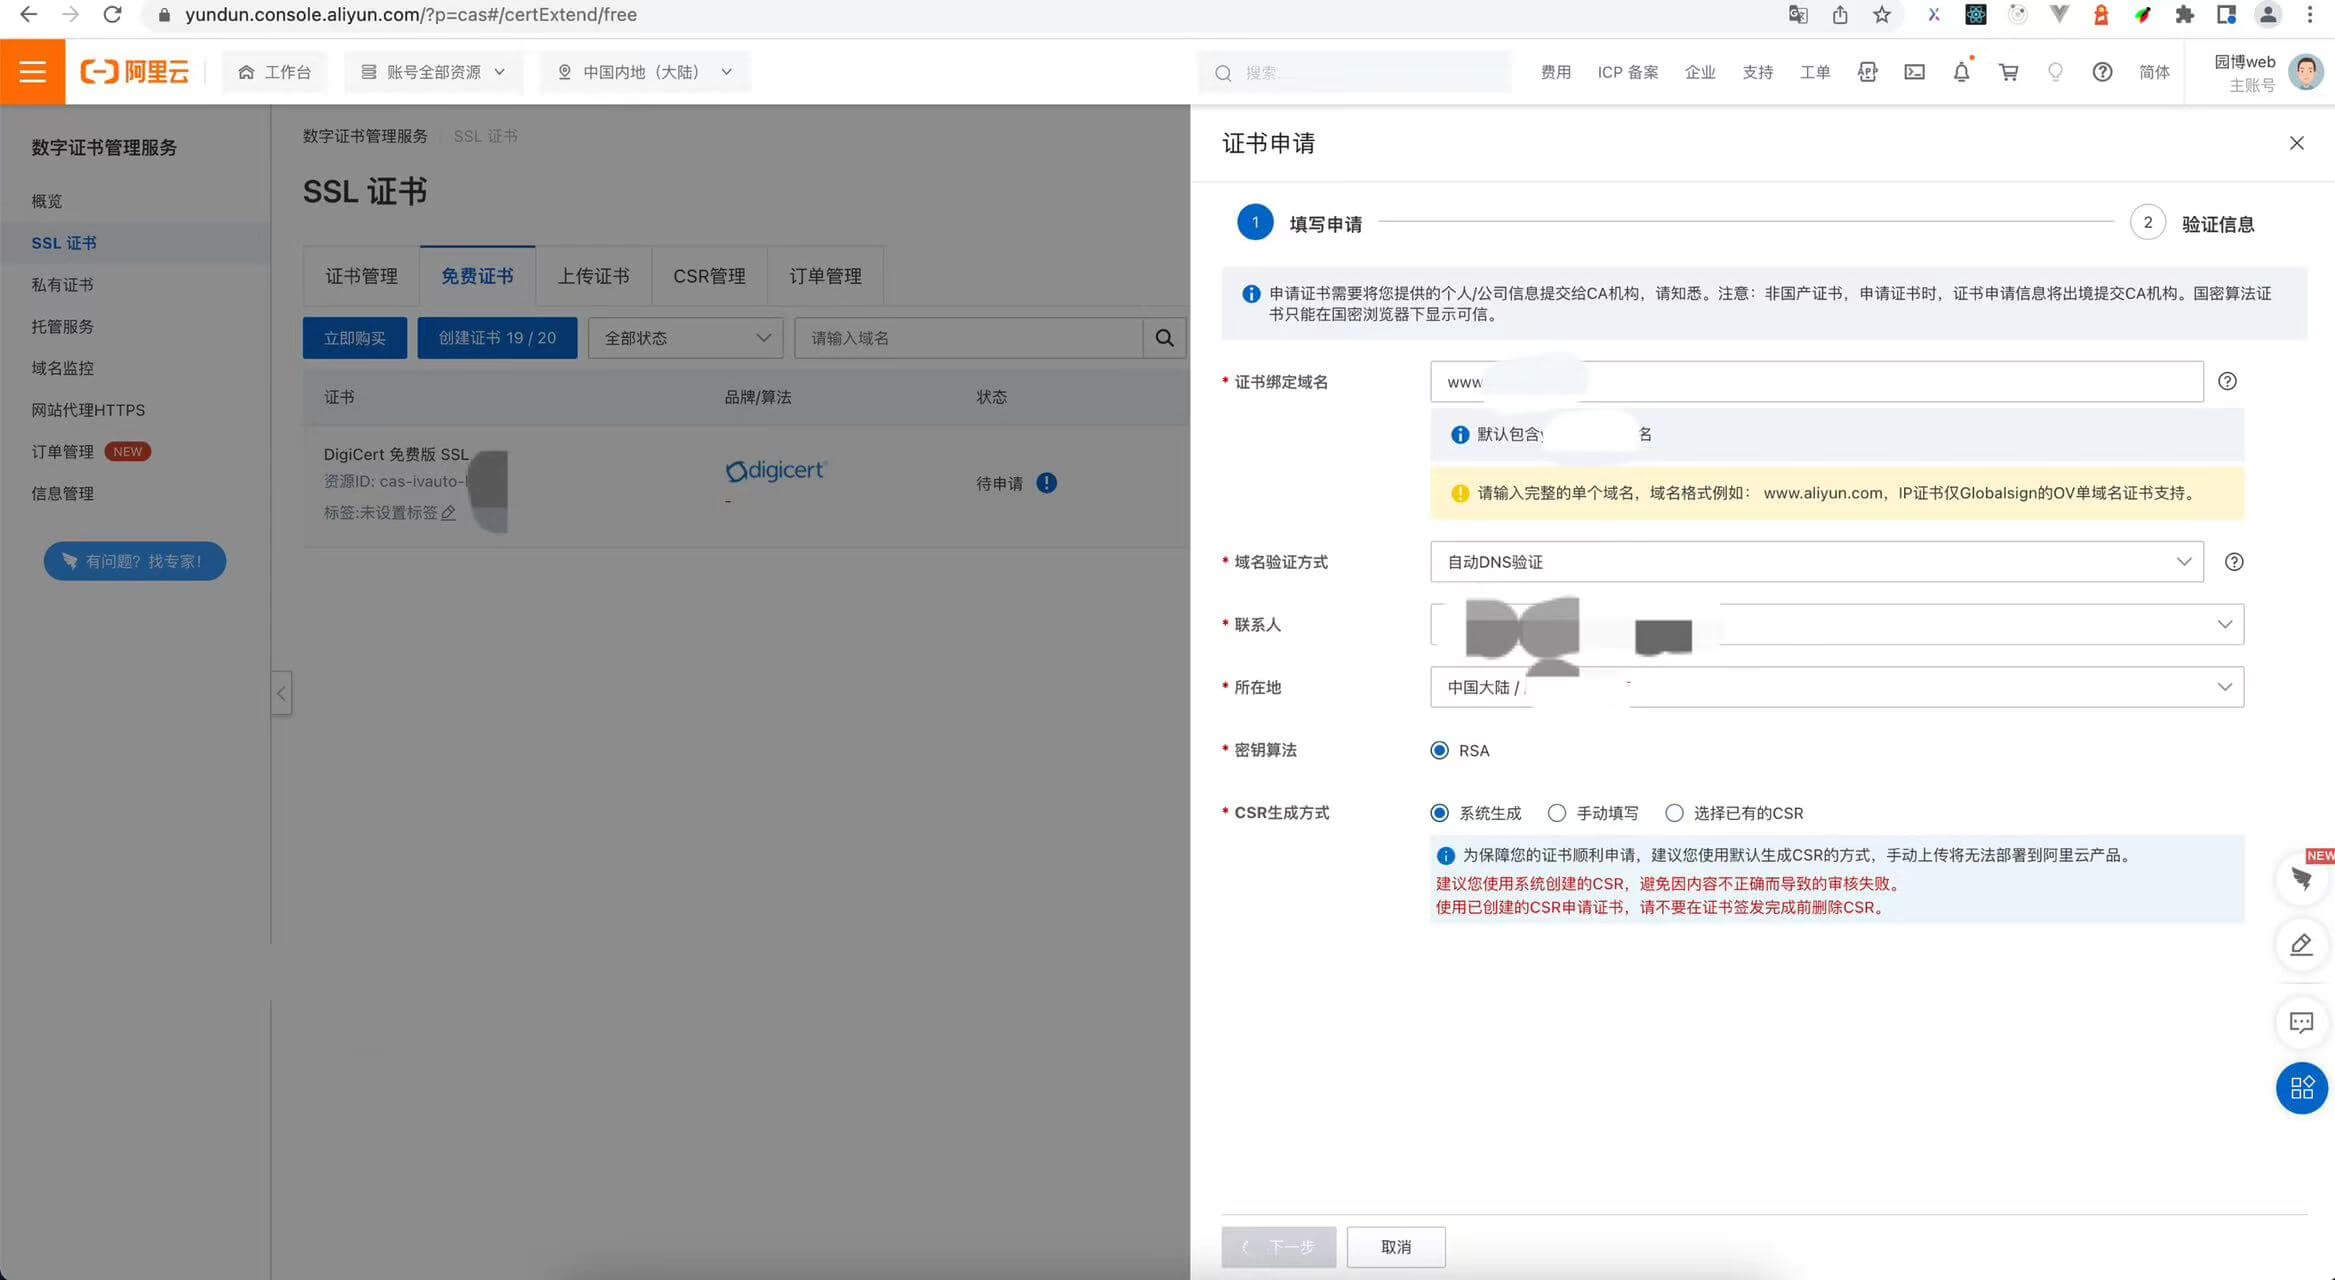 yundun.console.aliyun.com/?p=cas#/certExtend/free
阿里云
工作台
账号全部资源
中国内地（大陆）
搜索
费用
ICP 备案
企业
支持
工单
简体
园博web
主账号
数字证书管理服务
概览
SSL 证书
私有证书
托管服务
域名监控
网站代理HTTPS
订单管理 NEW
信息管理
有问题？找专家！
数字证书管理服务
SSL 证书
SSL 证书
证书管理
免费证书
上传证书
CSR管理
订单管理
立即购买
创建证书 19 / 20
全部状态
请输入域名
证书
品牌/算法
状态
DigiCert 免费版 SSL
资源ID: cas-ivauto-
标签:未设置标签
digicert
-
待申请
证书申请
1 填写申请
2 验证信息
申请证书需要将您提供的个人/公司信息提交给CA机构，请知悉。注意：非国产证书，申请证书时，证书申请信息将出境提交CA机构。国密算法证
书只能在国密浏览器下显示可信。
* 证书绑定域名
www
默认包含
名
请输入完整的单个域名，域名格式例如： www.aliyun.com，IP证书仅Globalsign的OV单域名证书支持。
* 域名验证方式
自动DNS验证
* 联系人
* 所在地
中国大陆 /
* 密钥算法
RSA
* CSR生成方式
系统生成
手动填写
选择已有的CSR
为保障您的证书顺利申请，建议您使用默认生成CSR的方式，手动上传将无法部署到阿里云产品。
建议您使用系统创建的CSR，避免因内容不正确而导致的审核失败。
使用已创建的CSR申请证书，请不要在证书签发完成前删除CSR。
NEW
下一步
取消